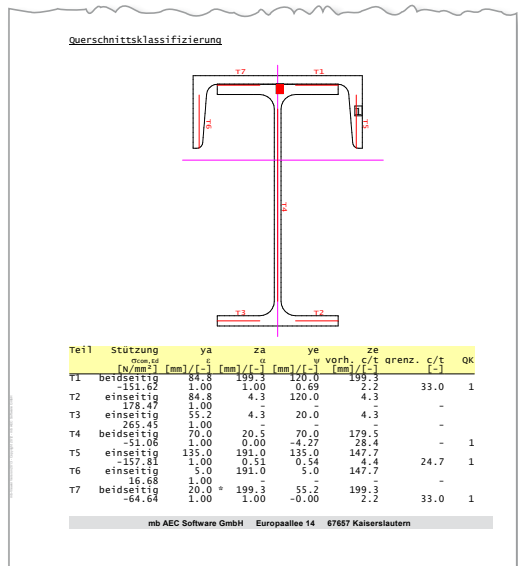 Querschnittsklassifizierung
T7 T1
T6 T5
T4
T3 T2
Teil Stützung ya za ye ze
σcom,Ed ε α ψ vorh. c/t grenz. c/t QK
[N/mm²] [mm]/[-] [mm]/[-] [mm]/[-] [mm]/[-] [-]
T1 beidseitig 84.8 199.3 120.0 199.3
-151.62 1.00 1.00 0.69 2.2 33.0 1
T2 einseitig 84.8 4.3 120.0 4.3
178.47 1.00 - - - -
T3 einseitig 55.2 4.3 20.0 4.3
265.45 1.00 - - - -
T4 beidseitig 70.0 20.5 70.0 179.5
-51.06 1.00 0.00 -4.27 28.4 - 1
T5 einseitig 135.0 191.0 135.0 147.7
-157.81 1.00 0.51 0.54 4.4 24.7 1
T6 einseitig 5.0 191.0 5.0 147.7
16.68 1.00 - - - -
T7 beidseitig 20.0 * 199.3 55.2 199.3
-64.64 1.00 1.00 -0.00 2.2 33.0 1
mb AEC Software GmbH Europaallee 14 67657 Kaiserslautern